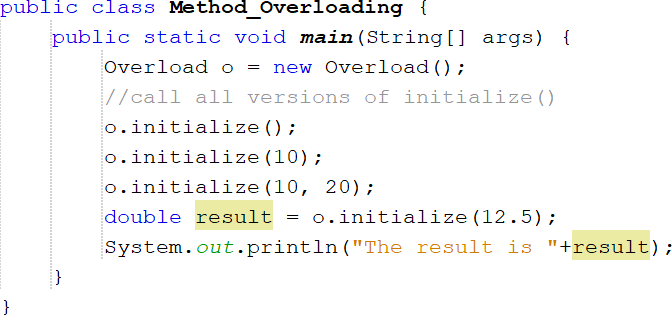 public class Method_Overloading {
    public static void main(String[] args) {
        Overload o = new Overload();
        //call all versions of initialize()
        o.initialize();
        o.initialize(10);
        o.initialize(10, 20);
        double result = o.initialize(12.5);
        System.out.println("The result is "+result);
    }
}